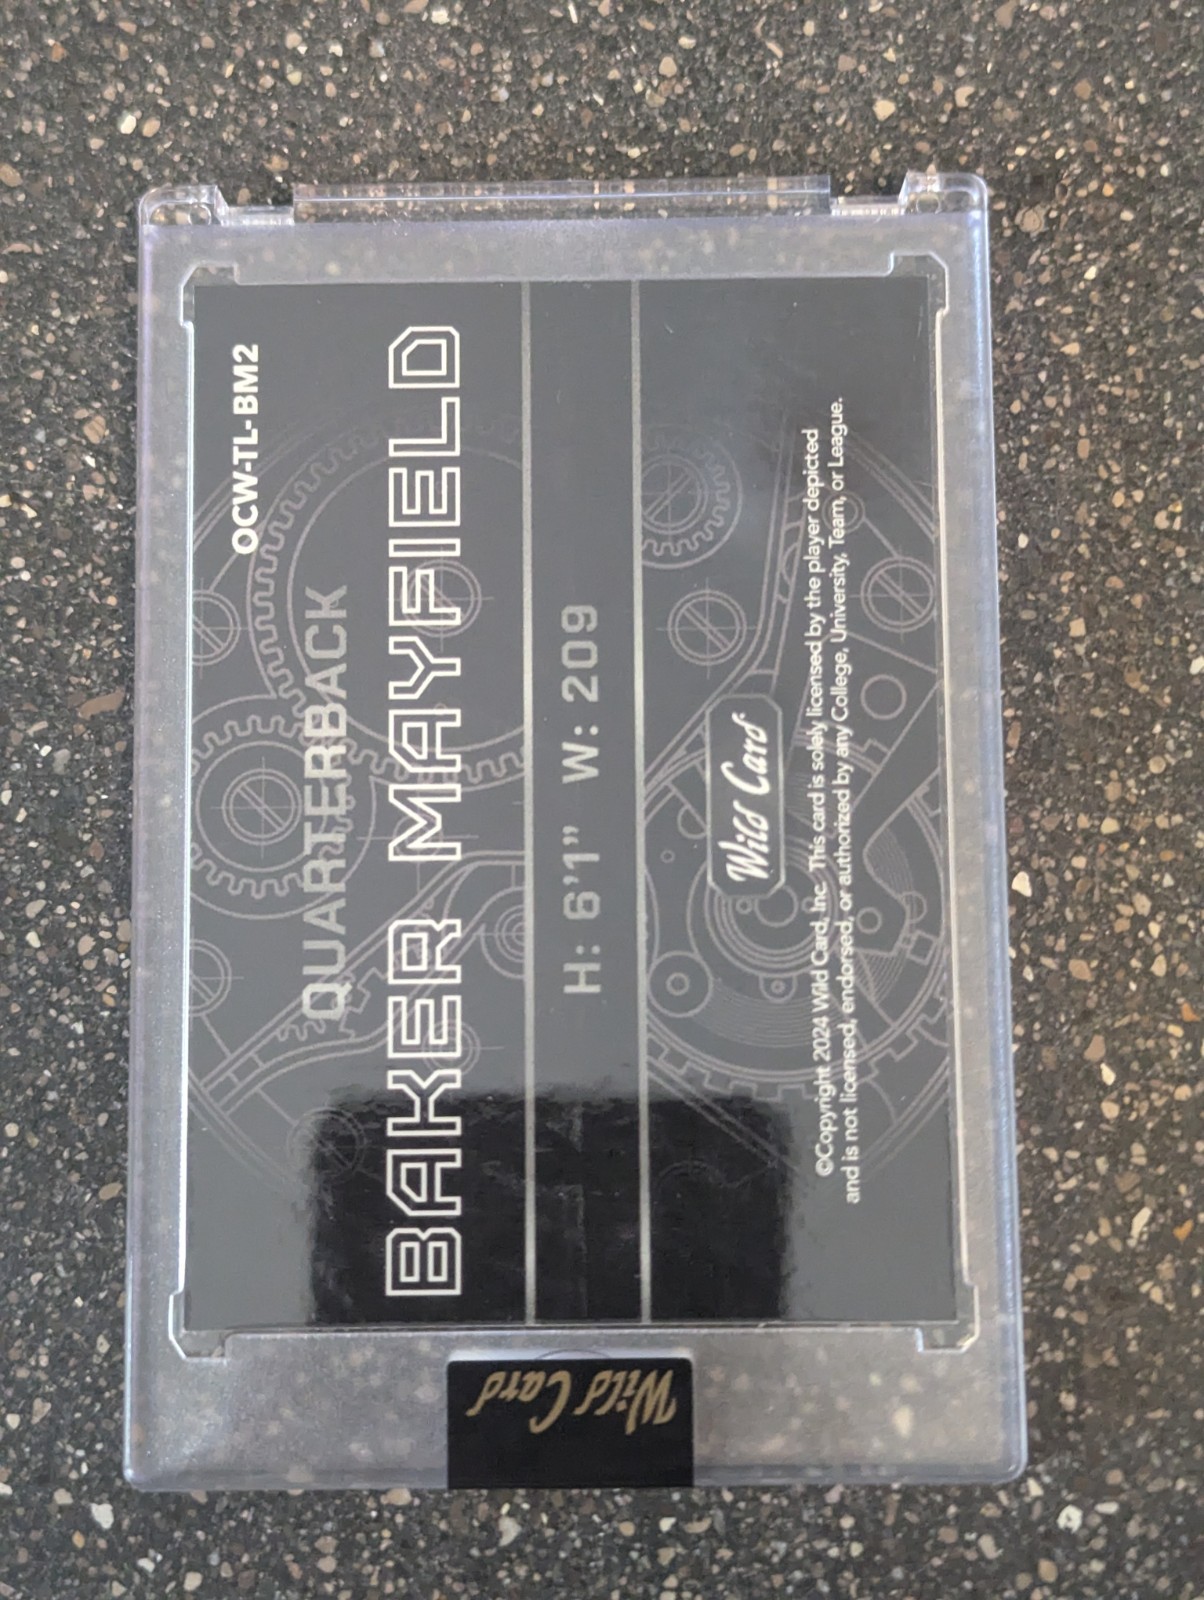 OCW-TL-BM2
QUARTERBACK
BAKER MAYFIELD
H: 6'1" W: 209
Wild Card
©Copyright 2024 Wild Card, Inc. This card is solely licensed by the player depicted
and is not licensed, endorsed, or authorized by any College, University, Team, or League.
Wild Card